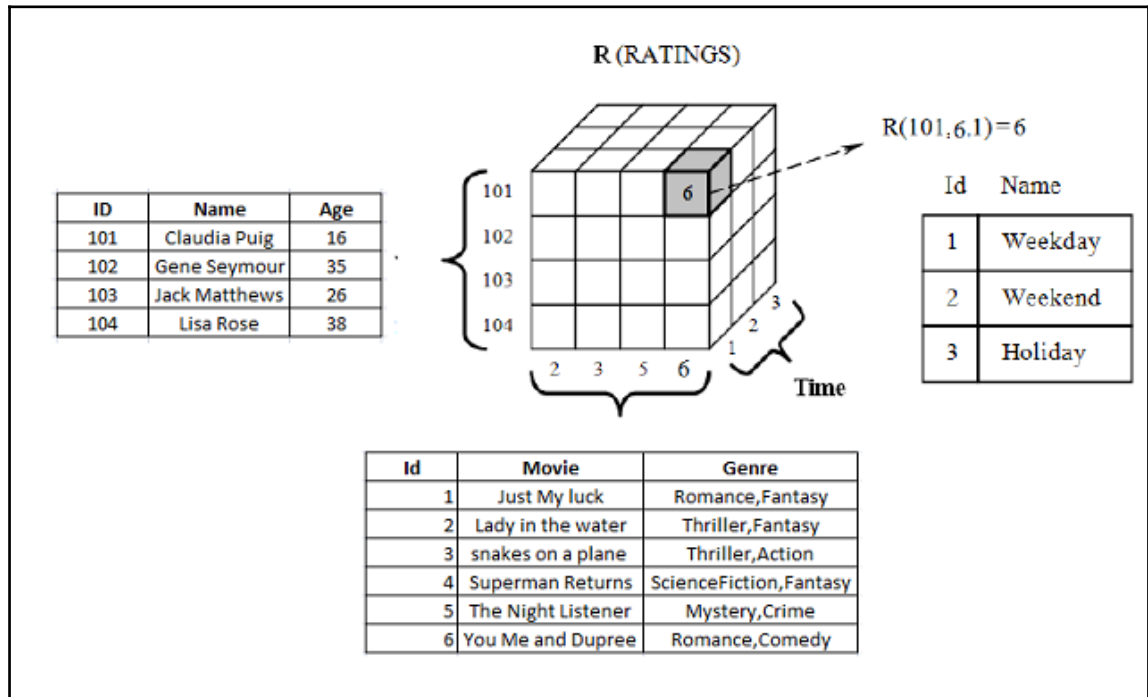 R (RATINGS)
R(101,6,1)=6
ID Name Age
101 Claudia Puig 16
102 Gene Seymour 35
103 Jack Matthews 26
104 Lisa Rose 38
101
102
103
104
6
2 3 5 6
1
2
3
Time
Id Name
1 Weekday
2 Weekend
3 Holiday
Id Movie Genre
1 Just My luck Romance,Fantasy
2 Lady in the water Thriller,Fantasy
3 snakes on a plane Thriller,Action
4 Superman Returns ScienceFiction,Fantasy
5 The Night Listener Mystery,Crime
6 You Me and Dupree Romance,Comedy